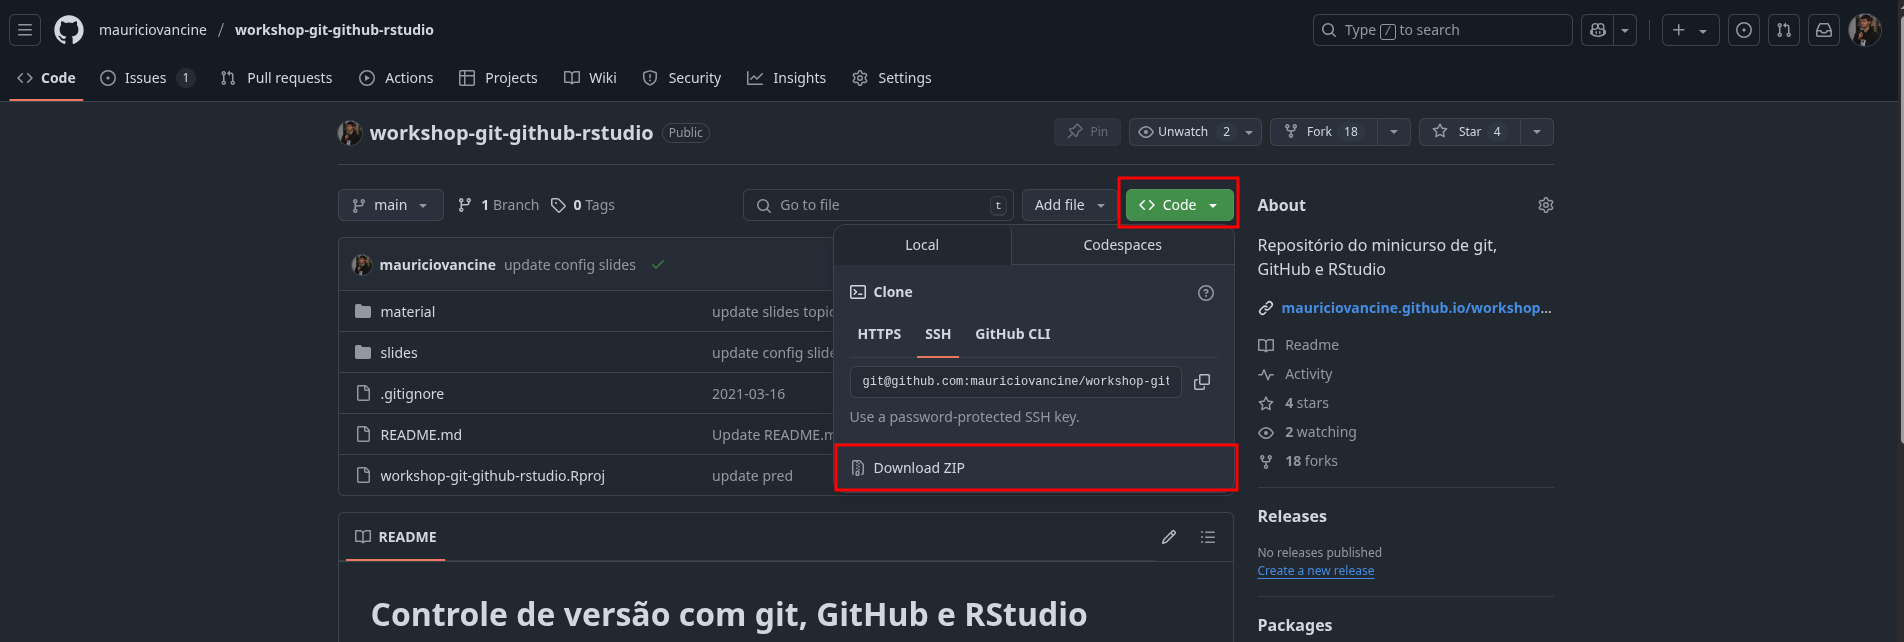 mauriciovancine / workshop-git-github-rstudio
Type / to search
Code
Issues 1
Pull requests
Actions
Projects
Wiki
Security
Insights
Settings
workshop-git-github-rstudio Public
Pin
Unwatch 2
Fork 18
Star 4
main
1 Branch
0 Tags
Go to file t
Add file
Code
Local
Codespaces
Clone
HTTPS
SSH
GitHub CLI
git@github.com:mauriciovancine/workshop-git
Use a password-protected SSH key.
Download ZIP
mauriciovancine update config slides
material update slides topic
slides update config slide
.gitignore 2021-03-16
README.md Update README.m
workshop-git-github-rstudio.Rproj update pred
README
Controle de versão com git, GitHub e RStudio
About
Repositório do minicurso de git,
GitHub e RStudio
mauriciovancine.github.io/workshop...
Readme
Activity
4 stars
2 watching
18 forks
Releases
No releases published
Create a new release
Packages